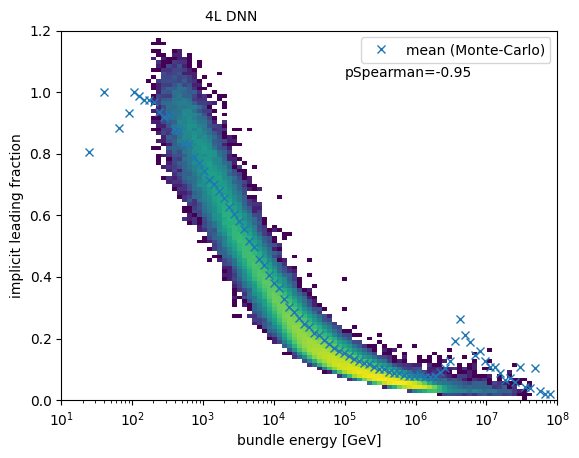 4L DNN
mean (Monte-Carlo)
pSpearman=-0.95
implicit leading fraction
1.2
1.0
0.8
0.6
0.4
0.2
0.0
10¹ 10² 10³ 10⁴ 10⁵ 10⁶ 10⁷ 10⁸
bundle energy [GeV]